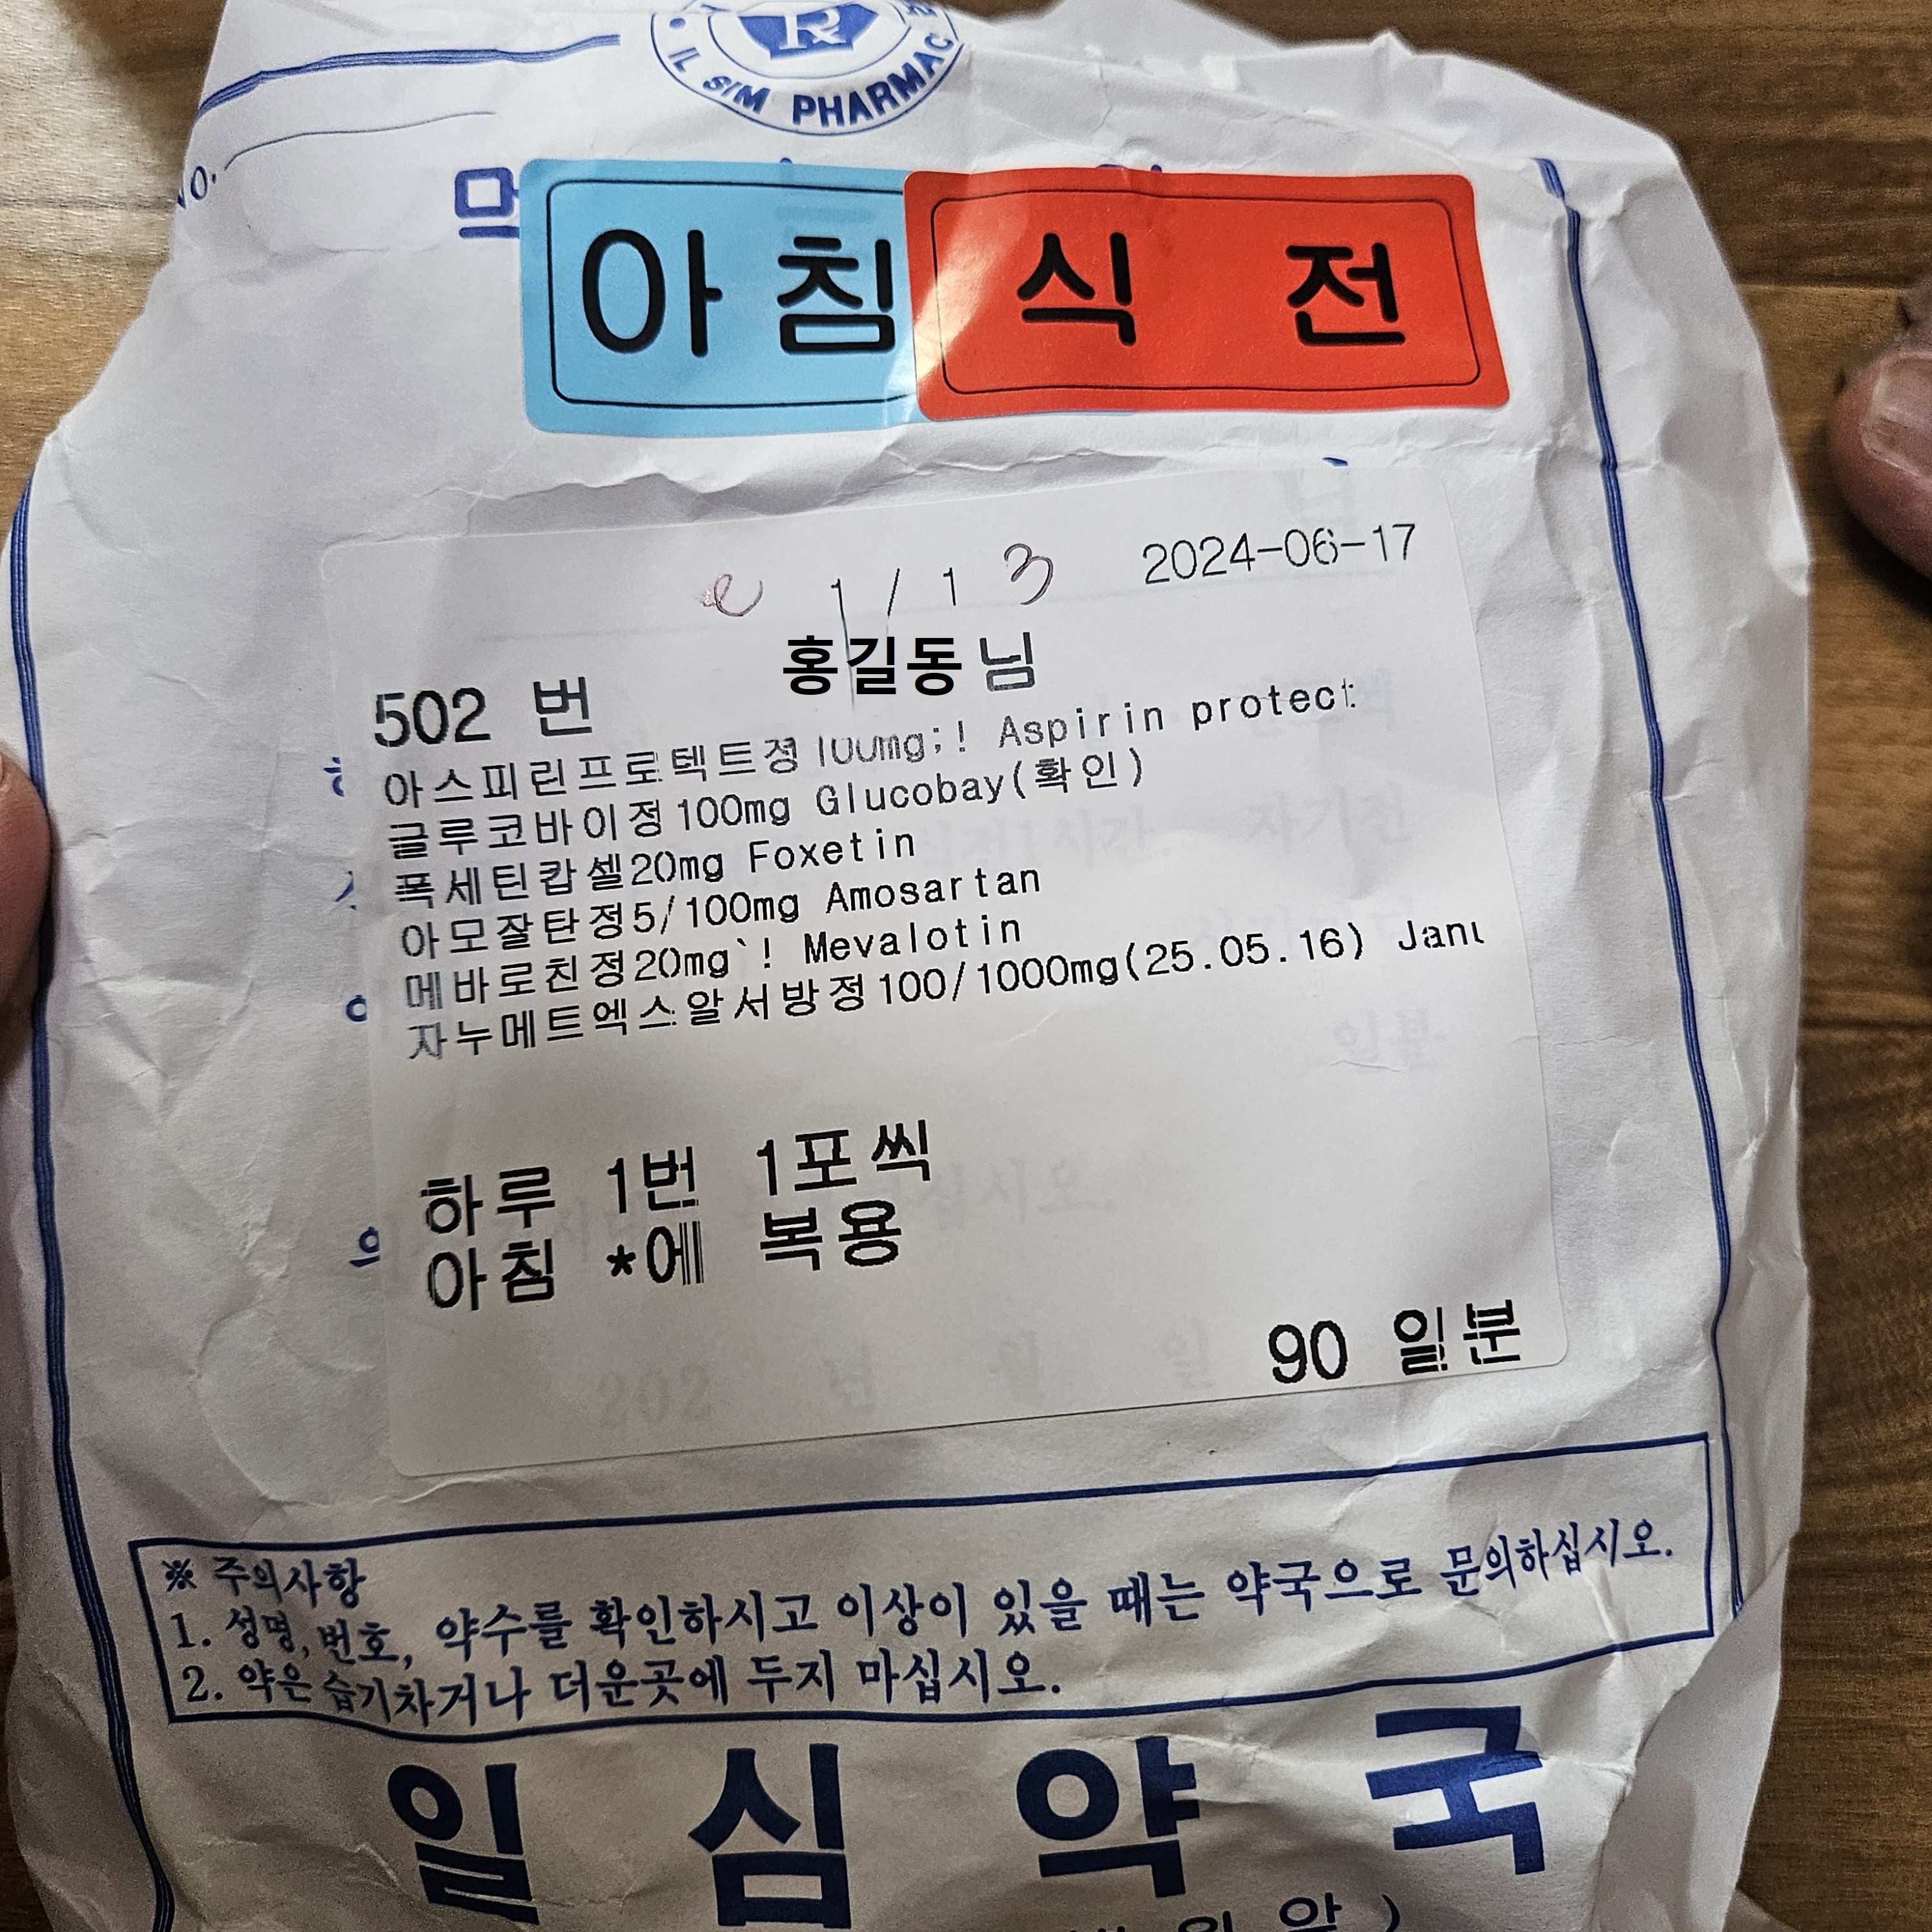 IL SIM PHARMAC
No.
아침 식 전
1/13 2024-06-17
502 번 홍길동님
아스피린프로텍트정100mg;! Aspirin protect
글루코바이정100mg Glucobay(확인)
폭세틴캅셀20mg Foxetin
아모잘탄정5/100mg Amosartan
메바로친정20mg`! Mevalotin
자누메트엑스알서방정100/1000mg(25.05.16) Janu
하루 1번 1포씩
아침 *에 복용
90 일분
※ 주의사항
1. 성명, 번호, 약수를 확인하시고 이상이 있을 때는 약국으로 문의하십시오.
2. 약은 습기차거나 더운곳에 두지 마십시오.
일심약국